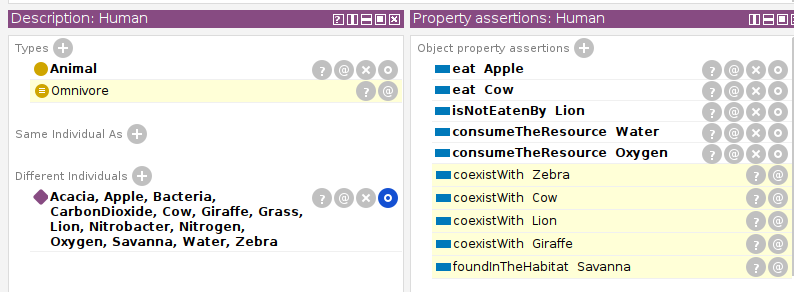 Description: Human
Types
Animal
Omnivore
Same Individual As
Different Individuals
Acacia, Apple, Bacteria,
CarbonDioxide, Cow, Giraffe, Grass,
Lion, Nitrobacter, Nitrogen,
Oxygen, Savanna, Water, Zebra
Property assertions: Human
Object property assertions
eat Apple
eat Cow
isNotEatenBy Lion
consumeTheResource Water
consumeTheResource Oxygen
coexistWith Zebra
coexistWith Cow
coexistWith Lion
coexistWith Giraffe
foundInTheHabitat Savanna